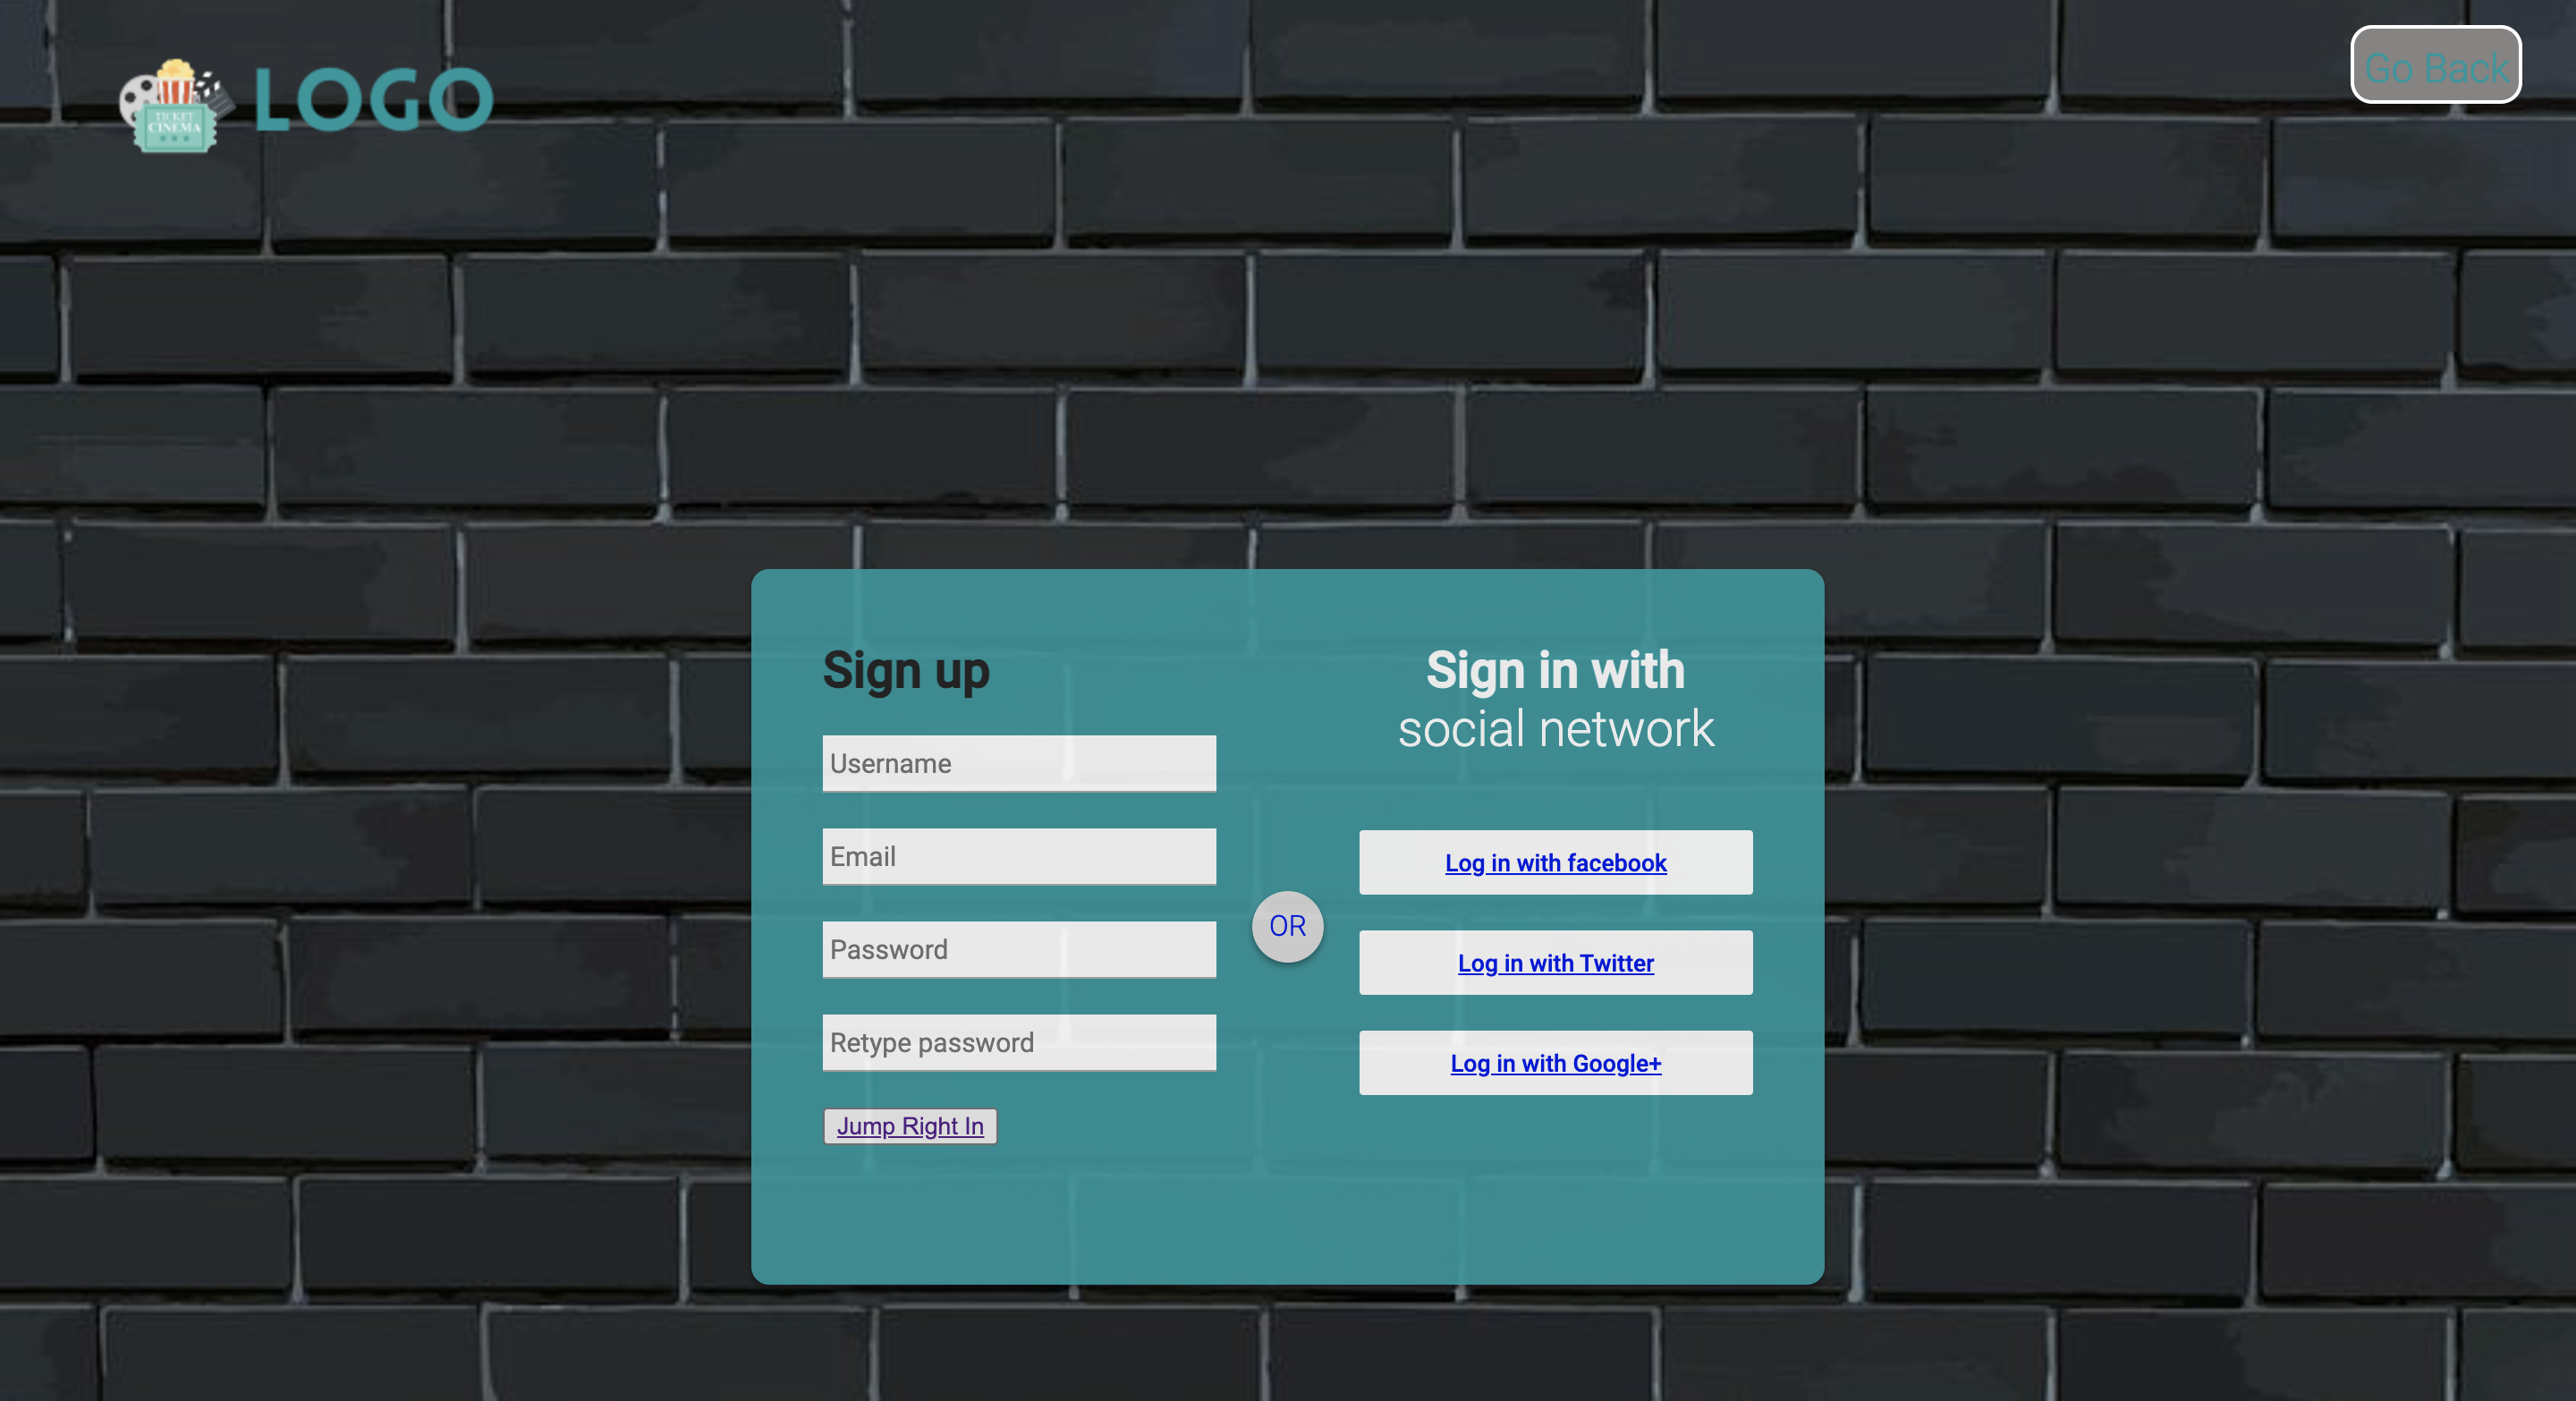 TICKET
CINEMA
LOGO
Go Back
Sign up
Username
Email
Password
Retype password
Jump Right In
OR
Sign in with
social network
Log in with facebook
Log in with Twitter
Log in with Google+